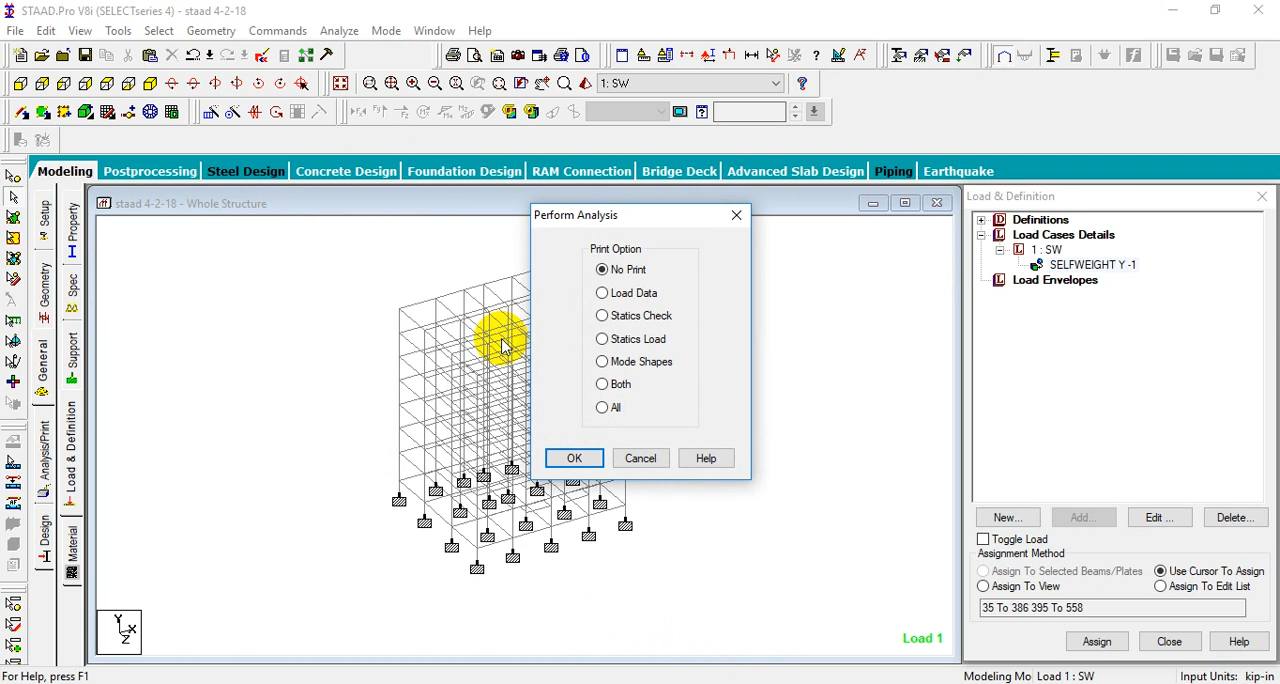 STAAD.Pro V8i (SELECTseries 4) - staad 4-2-18
File Edit View Tools Select Geometry Commands Analyze Mode Window Help
1: SW
Modeling Postprocessing Steel Design Concrete Design Foundation Design RAM Connection Bridge Deck Advanced Slab Design Piping Earthquake
Setup
Geometry
General
Analysis/Print
Design
Property
Spec
Support
Load & Definition
Material
staad 4-2-18 - Whole Structure
Perform Analysis
Print Option
No Print
Load Data
Statics Check
Statics Load
Mode Shapes
Both
All
OK Cancel Help
Y
X
Z
Load 1
Load & Definition
Definitions
Load Cases Details
1 : SW
SELFWEIGHT Y -1
Load Envelopes
New... Add... Edit ... Delete...
Toggle Load
Assignment Method
Assign To Selected Beams/Plates Use Cursor To Assign
Assign To View Assign To Edit List
35 To 386 395 To 558
Assign Close Help
For Help, press F1 Modeling Mo Load 1 : SW Input Units: kip-in